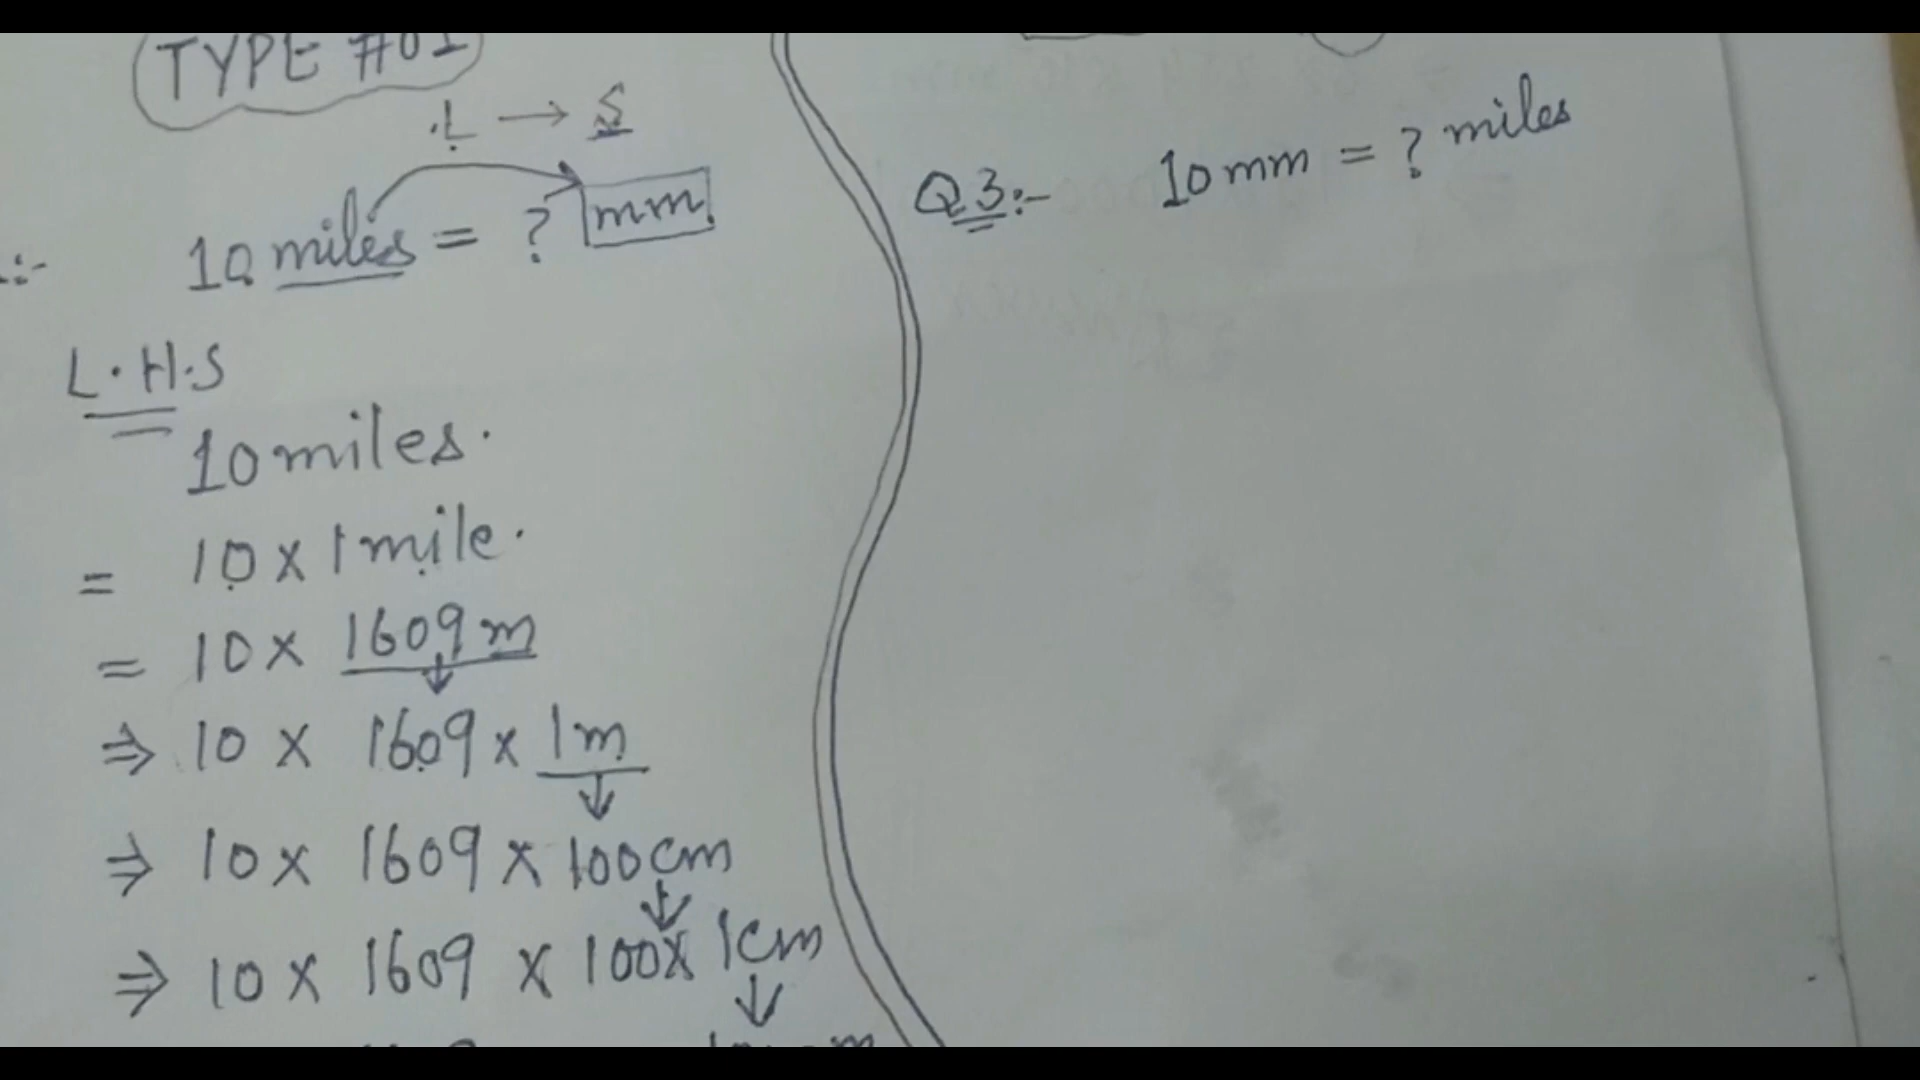 TYPE #01
L → S
10 miles = ? mm
L.H.S
10 miles.
= 10 x 1 mile.
= 10 x 1609 m
⇒ 10 x 1609 x 1m
⇒ 10 x 1609 x 100cm
⇒ 10 x 1609 x 100x 1cm
Q3:- 10 mm = ? miles